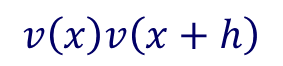 𝑣(𝑥)𝑣(𝑥 + ℎ)